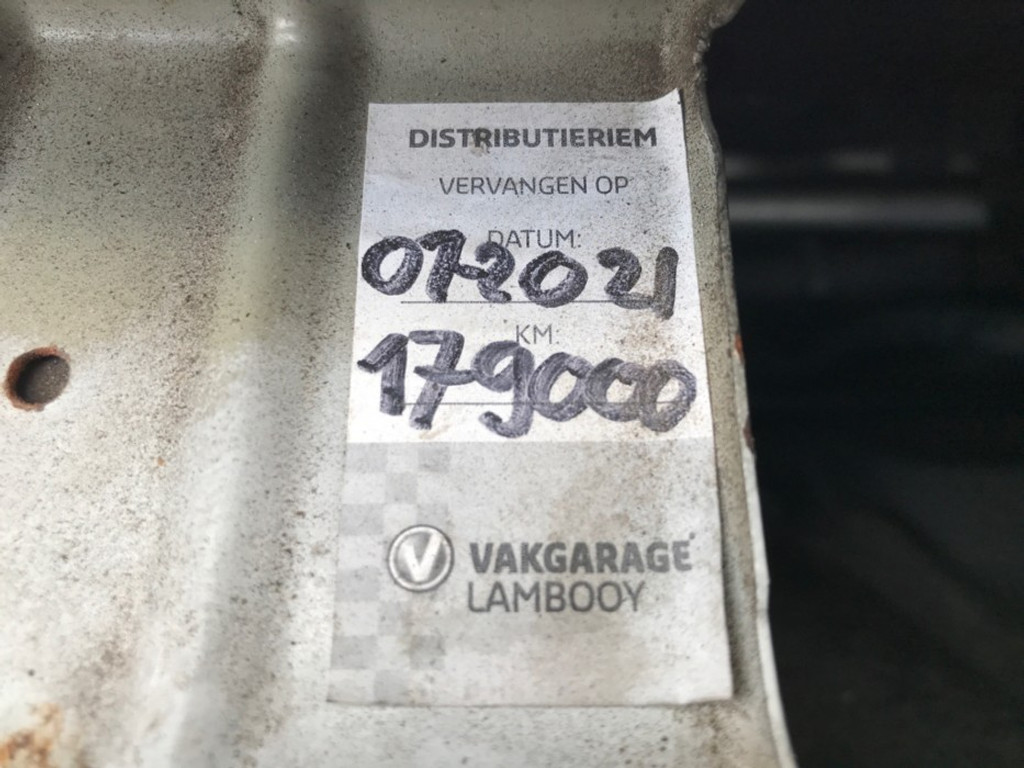 DISTRIBUTIERIEM
VERVANGEN OP
DATUM:
07-2021
KM:
179000
V VAKGARAGE
LAMBOOY